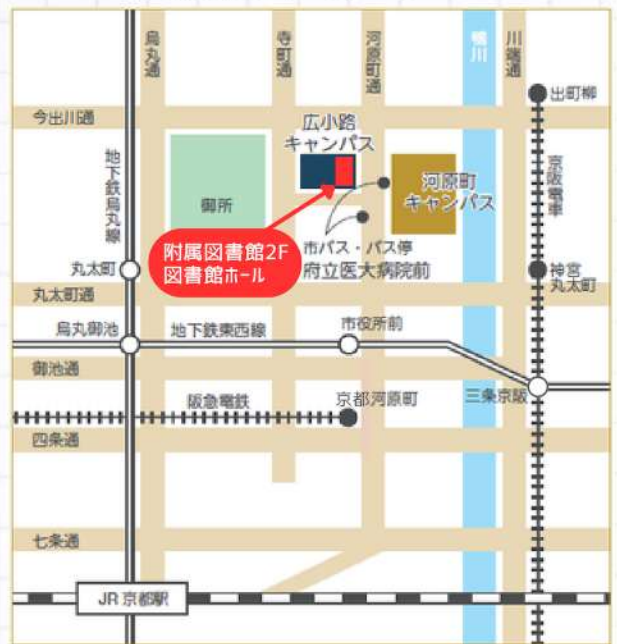 烏丸通
寺町通
河原町通
鴨川
川端通
出町柳
今出川通
広小路
キャンパス
地下鉄烏丸線
京阪電車
御所
河原町
キャンパス
附属図書館2F
図書館ホール
市バス・バス停
府立医大病院前
丸太町
神宮
丸太町
丸太町通
烏丸御池
地下鉄東西線
市役所前
御池通
阪急電鉄
京都河原町
三条京阪
四条通
七条通
JR 京都駅